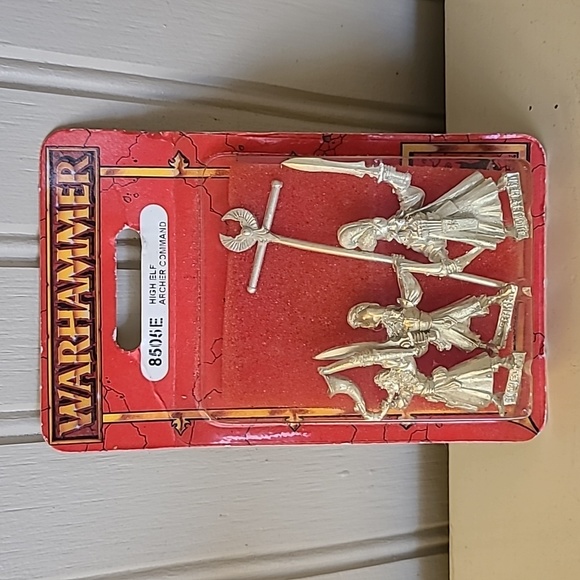 WARHAMMER
8505E
HIGH ELF
ARCHER COMMAND